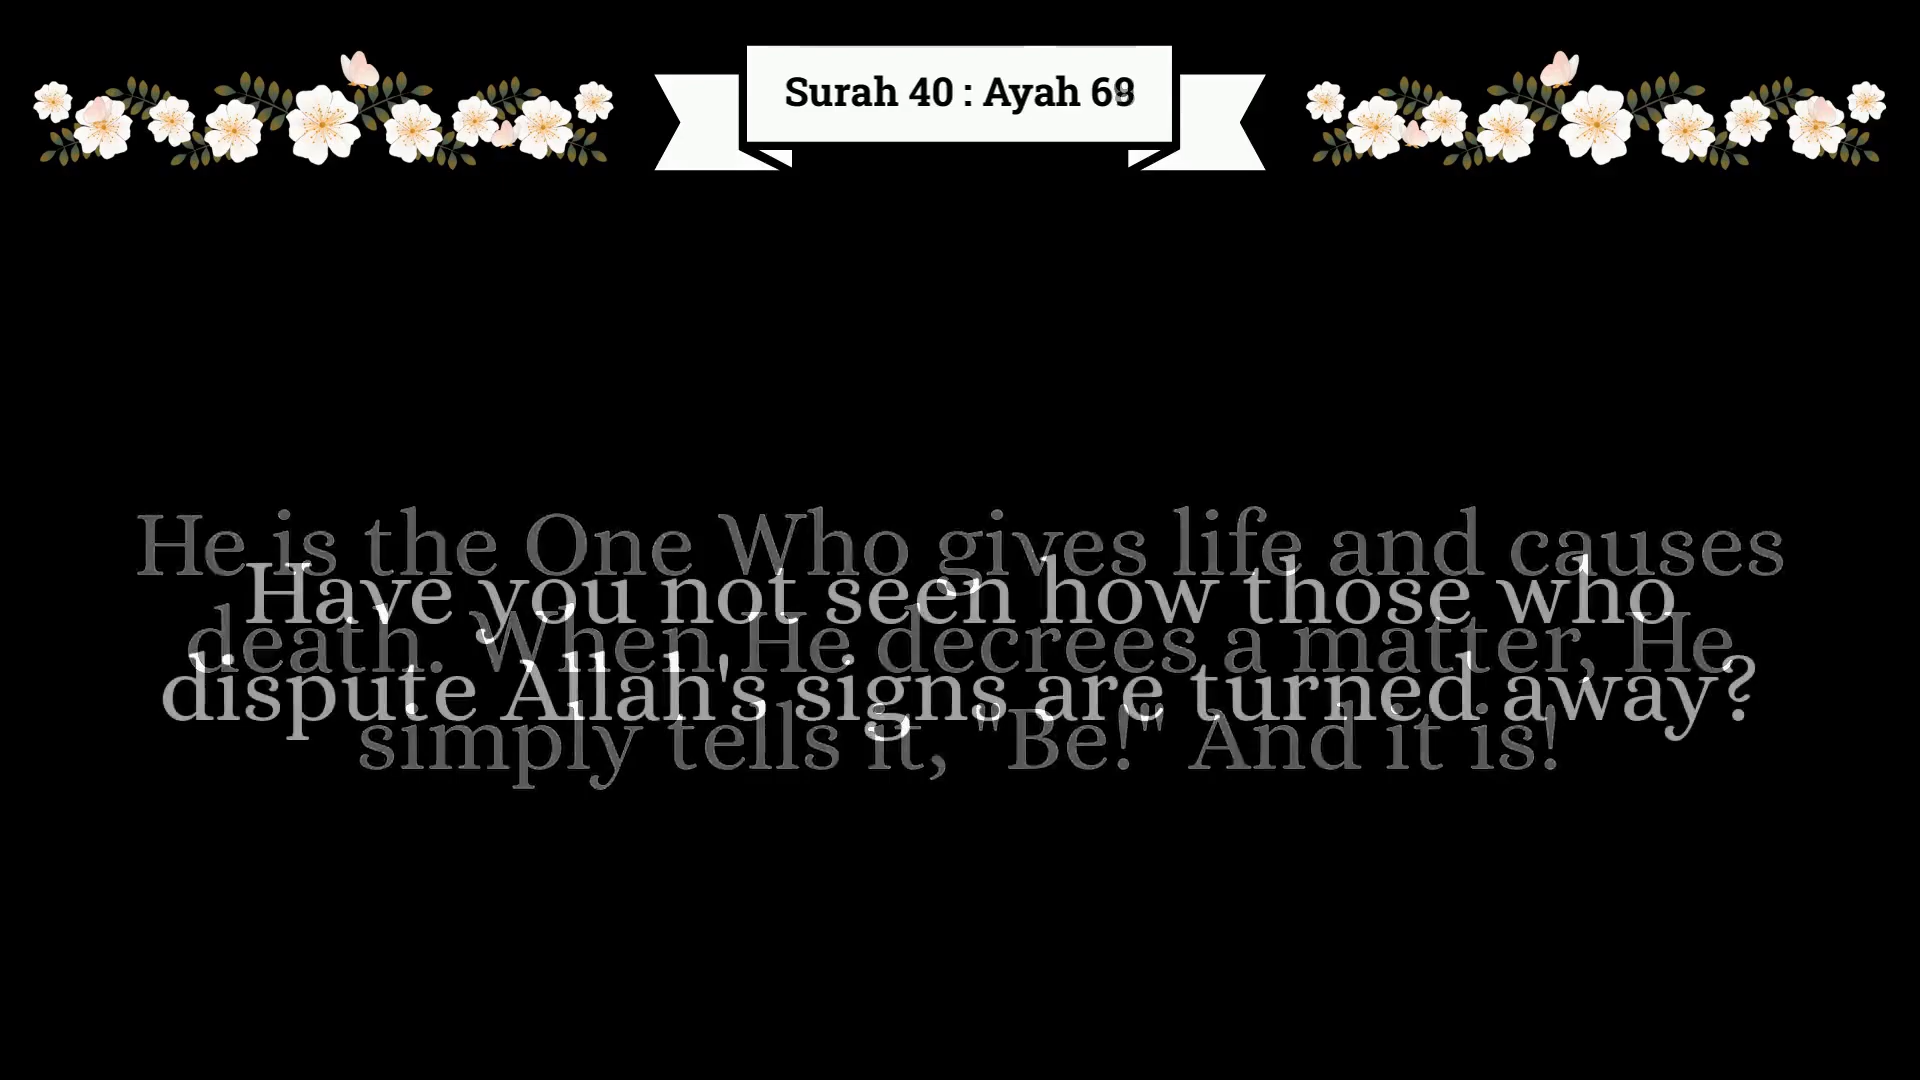 Surah 40 : Ayah 68
He is the One Who gives life and causes
death. When He decrees a matter, He
simply tells it, "Be!" And it is!
Have you not seen how those who
dispute Allah's signs are turned away?